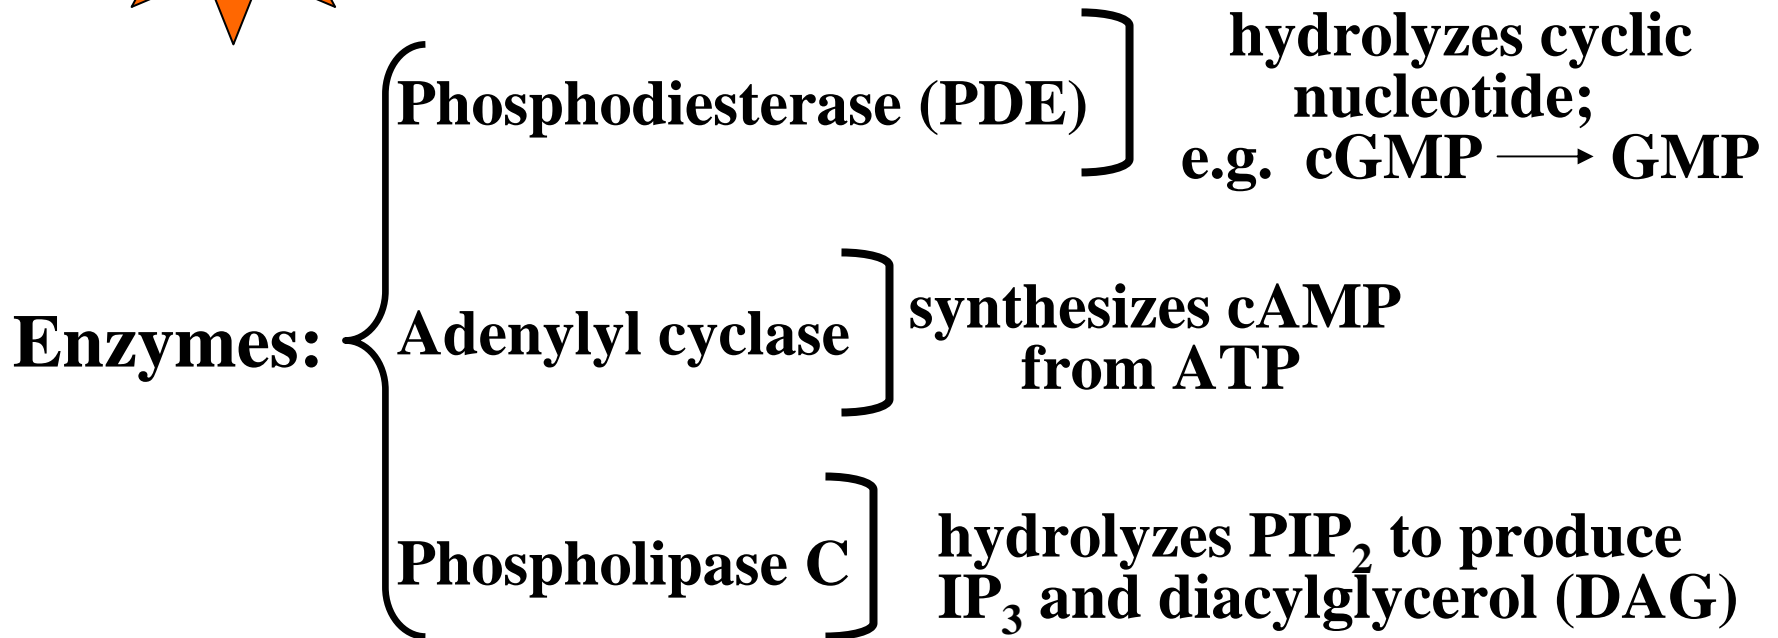 hydrolyzes cyclic
nucleotide;
Phosphodiesterase (PDE)
e.g. cGMP → GMP
Enzymes:
Adenylyl cyclase
synthesizes cAMP
from ATP
Phospholipase C
hydrolyzes PIP₂ to produce
IP₃ and diacylglycerol (DAG)